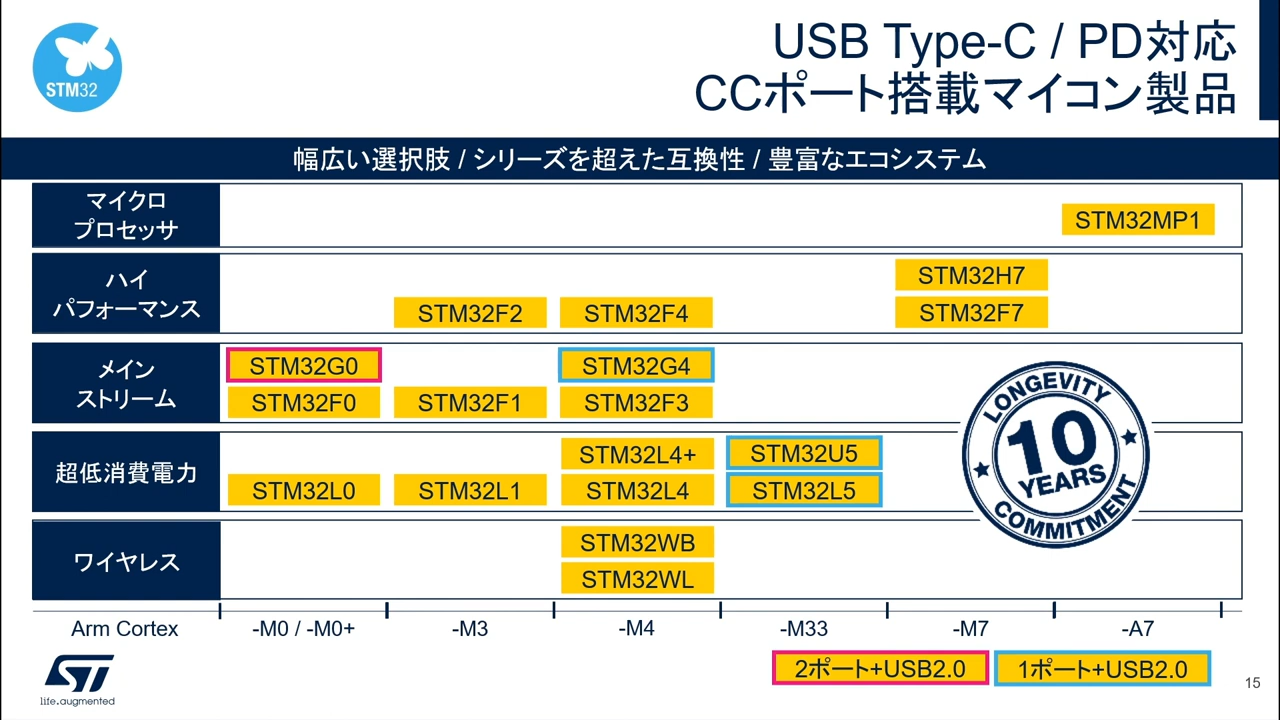 STM32
USB Type-C / PD対応
CCポート搭載マイコン製品
幅広い選択肢 / シリーズを超えた互換性 / 豊富なエコシステム
マイクロ
プロセッサ
STM32MP1
ハイ
パフォーマンス
STM32H7
STM32F2 STM32F4 STM32F7
メイン
ストリーム
STM32G0 STM32G4
STM32F0 STM32F1 STM32F3
超低消費電力
STM32L4+ STM32U5
STM32L0 STM32L1 STM32L4 STM32L5
LONGEVITY
10
YEARS
COMMITMENT
ワイヤレス
STM32WB
STM32WL
Arm Cortex -M0 / -M0+ -M3 -M4 -M33 -M7 -A7
2ポート+USB2.0 1ポート+USB2.0
ST
life.augmented
15